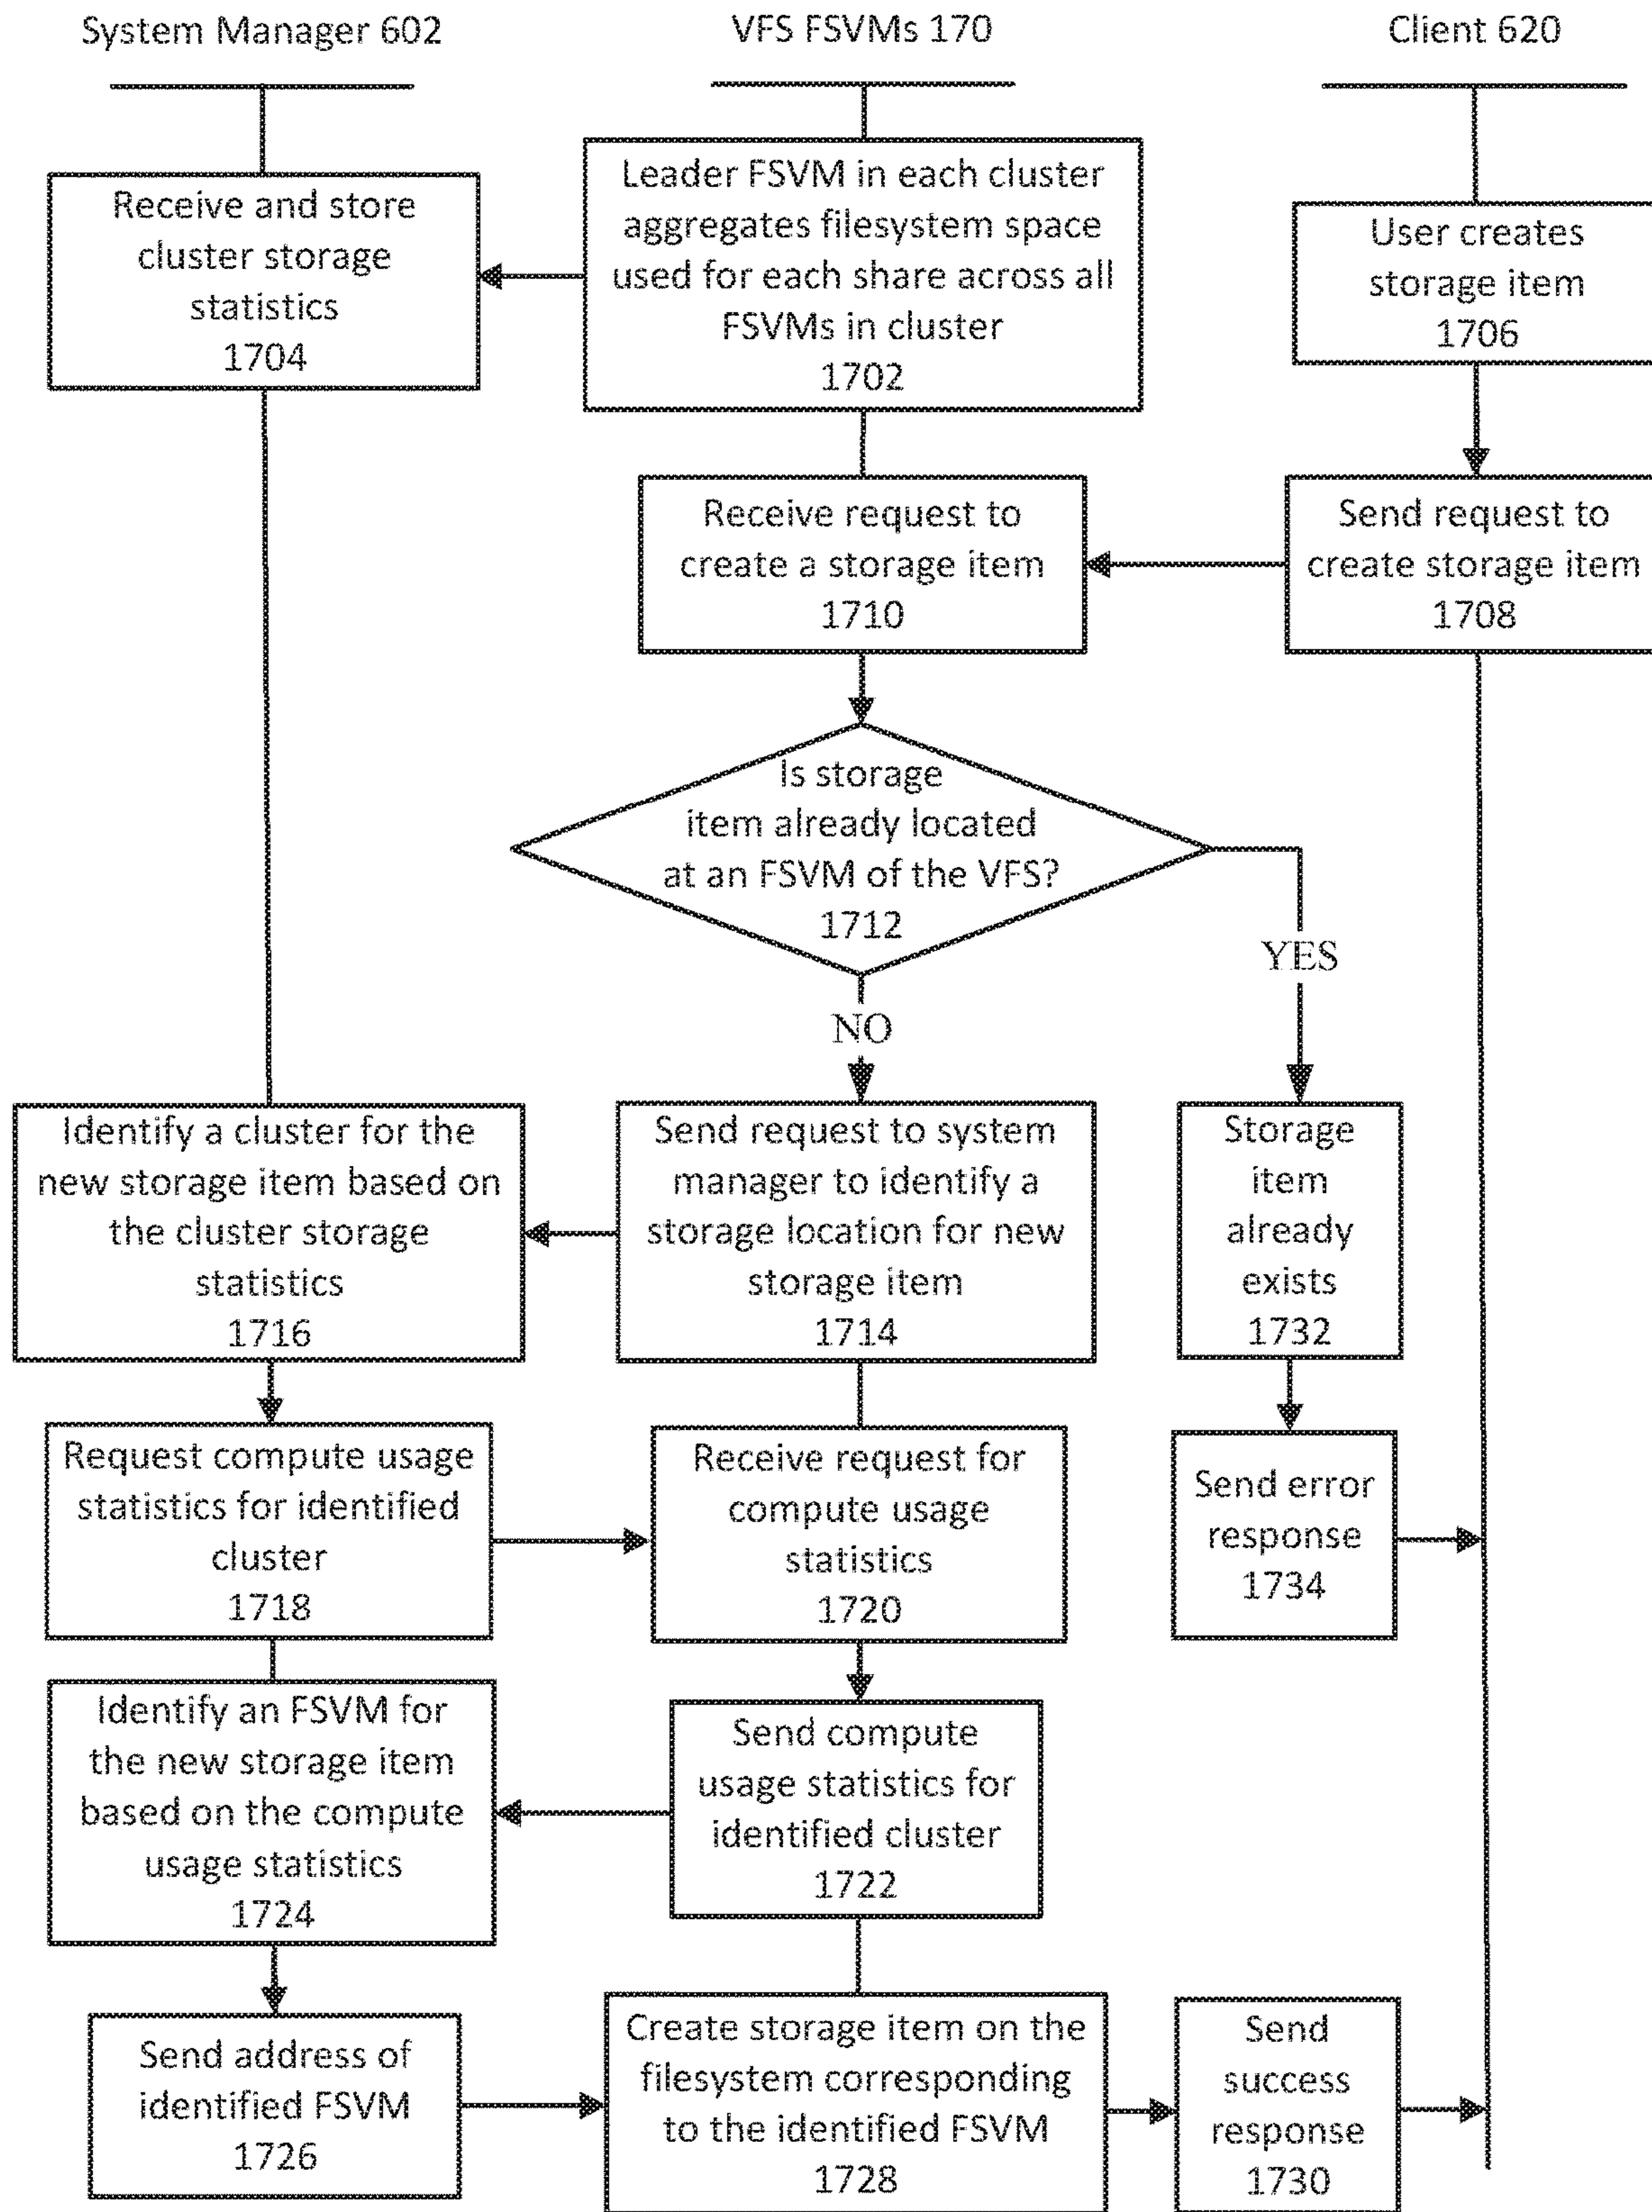 System Manager 602
VFS FSVMs 170
Client 620
Leader FSVM in each cluster
aggregates filesystem space
used for each share across all
FSVMs in cluster
1702
Receive and store
cluster storage
statistics
1704
User creates
storage item
1706
Send request to
create storage item
1708
Receive request to
create a storage item
1710
Is storage
item already located
at an FSVM of the VFS?
1712
YES
NO
Identify a cluster for the
new storage item based on
the cluster storage
statistics
1716
Send request to system
manager to identify a
storage location for new
storage item
1714
Storage
item
already
exists
1732
Request compute usage
statistics for identified
cluster
1718
Receive request for
compute usage
statistics
1720
Send error
response
1734
Identify an FSVM for
the new storage item
based on the compute
usage statistics
1724
Send compute
usage statistics for
identified cluster
1722
Send address of
identified FSVM
1726
Create storage item on the
filesystem corresponding
to the identified FSVM
1728
Send
success
response
1730